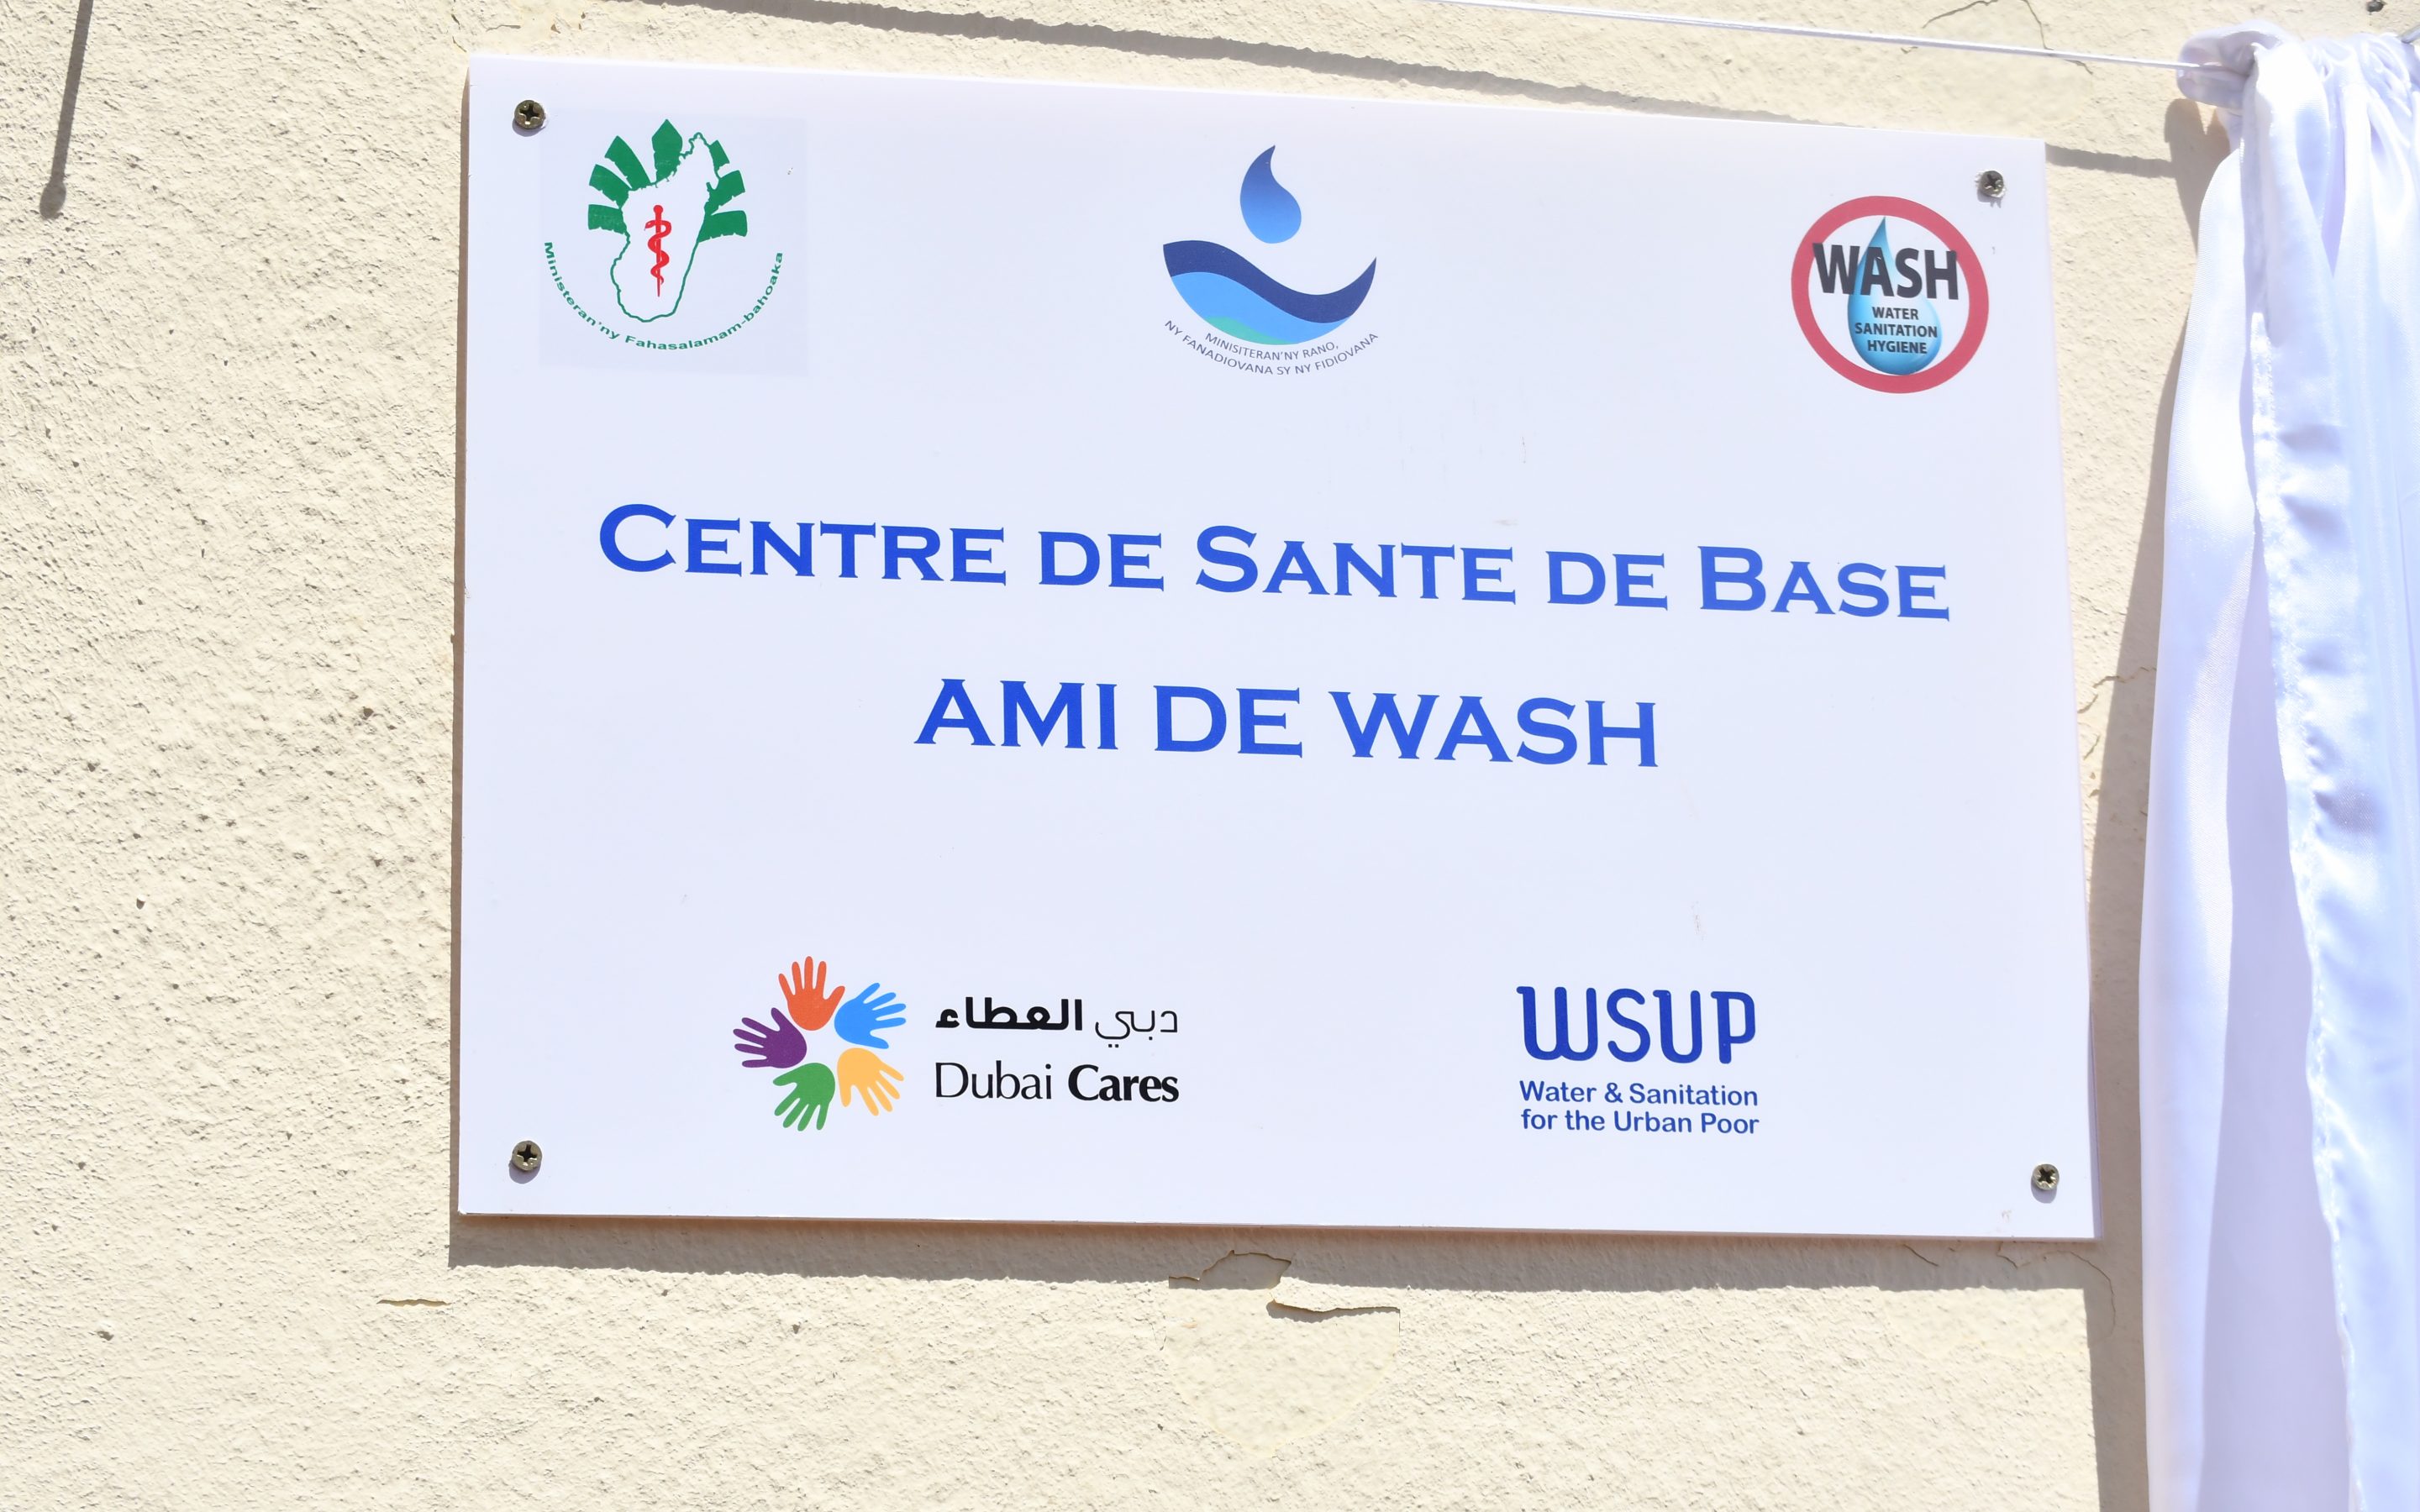 Ministeran'ny Fahasalamam-bahoaka
MINISITERAN'NY RANO,
NY FANADIOVANA SY NY FIDIOVANA
WASH
WATER
SANITATION
HYGIENE
CENTRE DE SANTE DE BASE
AMI DE WASH
دبي العطاء
Dubai Cares
WSUP
Water & Sanitation
for the Urban Poor